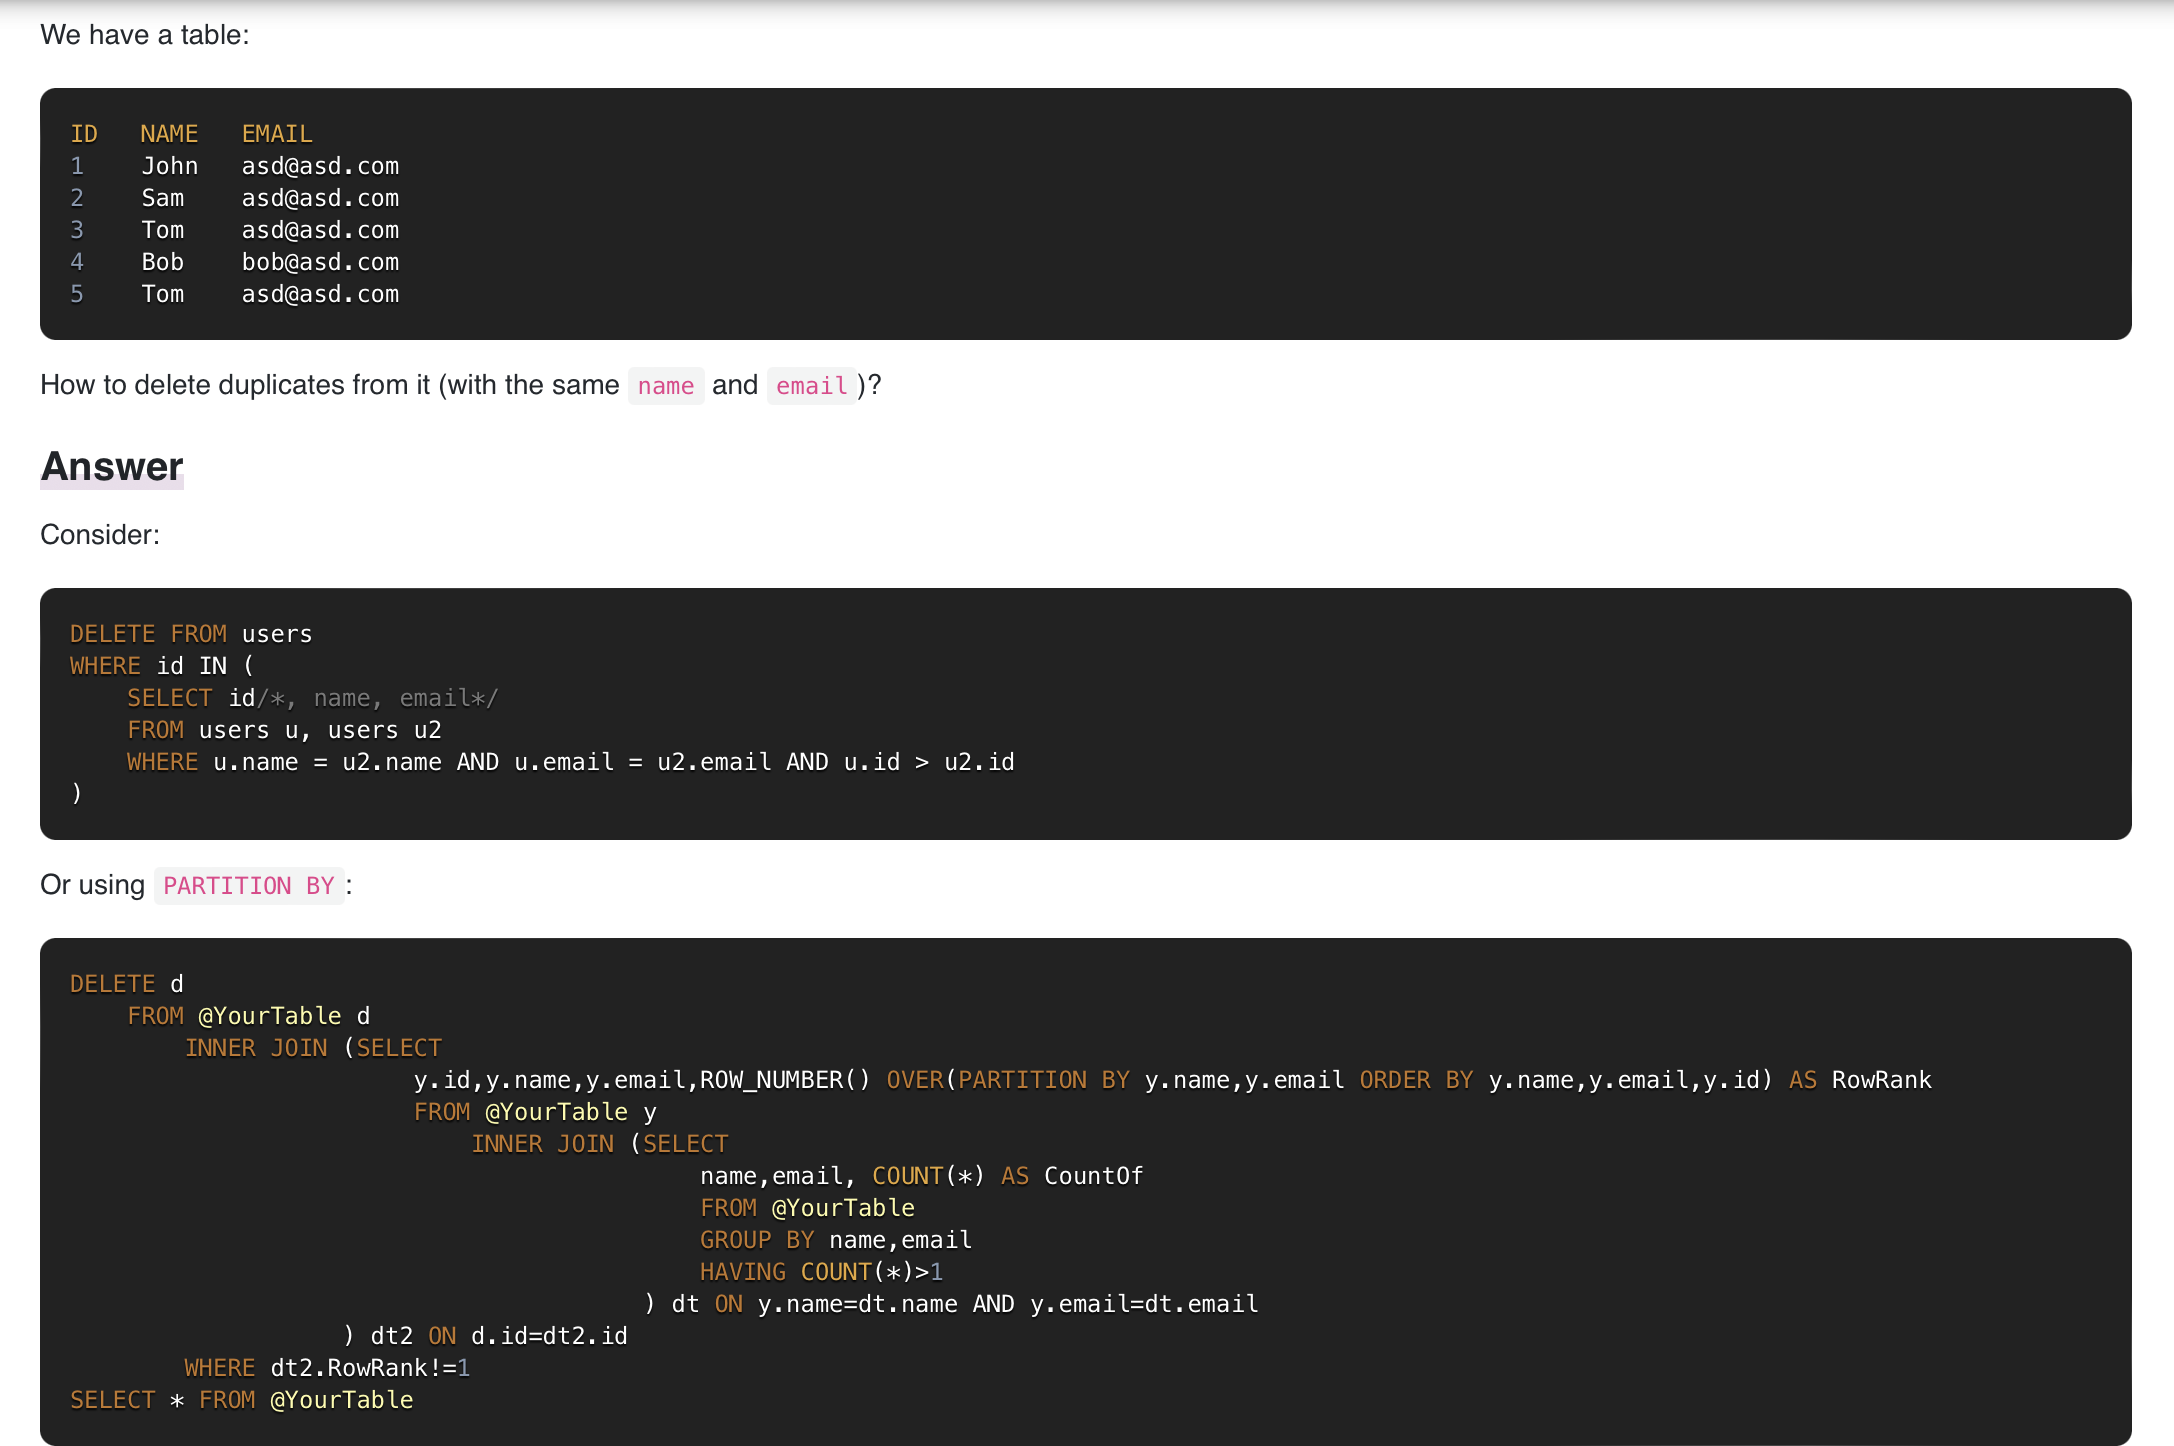 We have a table:
ID   NAME   EMAIL
1    John   asd@asd.com
2    Sam    asd@asd.com
3    Tom    asd@asd.com
4    Bob    bob@asd.com
5    Tom    asd@asd.com
How to delete duplicates from it (with the same name and email)?
Answer
Consider:
DELETE FROM users
WHERE id IN (
    SELECT id/*, name, email*/
    FROM users u, users u2
    WHERE u.name = u2.name AND u.email = u2.email AND u.id > u2.id
)
Or using PARTITION BY:
DELETE d
    FROM @YourTable d
        INNER JOIN (SELECT
                        y.id,y.name,y.email,ROW_NUMBER() OVER(PARTITION BY y.name,y.email ORDER BY y.name,y.email,y.id) AS RowRank
                        FROM @YourTable y
                            INNER JOIN (SELECT
                                            name,email, COUNT(*) AS CountOf
                                            FROM @YourTable
                                            GROUP BY name,email
                                            HAVING COUNT(*)>1
                                        ) dt ON y.name=dt.name AND y.email=dt.email
                   ) dt2 ON d.id=dt2.id
        WHERE dt2.RowRank!=1
SELECT * FROM @YourTable